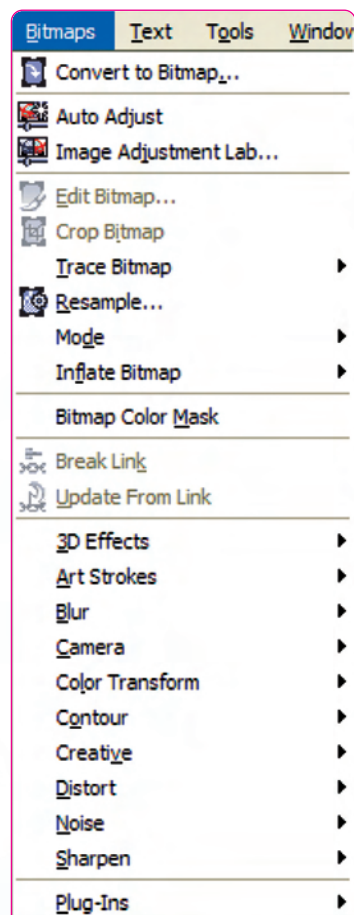 Bitmaps Text Tools Window
Convert to Bitmap...
Auto Adjust
Image Adjustment Lab...
Edit Bitmap...
Crop Bitmap
Trace Bitmap
Resample...
Mode
Inflate Bitmap
Bitmap Color Mask
Break Link
Update From Link
3D Effects
Art Strokes
Blur
Camera
Color Transform
Contour
Creative
Distort
Noise
Sharpen
Plug-Ins